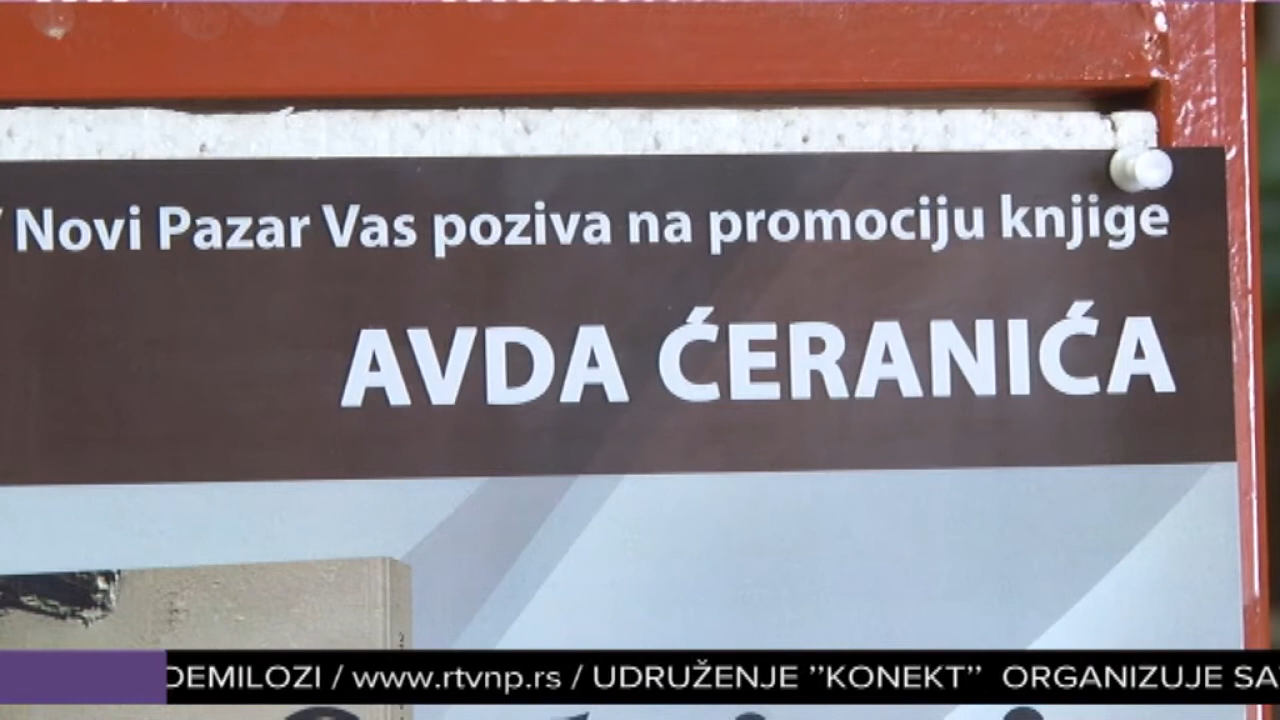 Novi Pazar Vas poziva na promociju knjige
AVDA ĆERANIĆA
DEMILOZI / www.rtvnp.rs / UDRUŽENJE ’’KONEKT’’ ORGANIZUJE SA